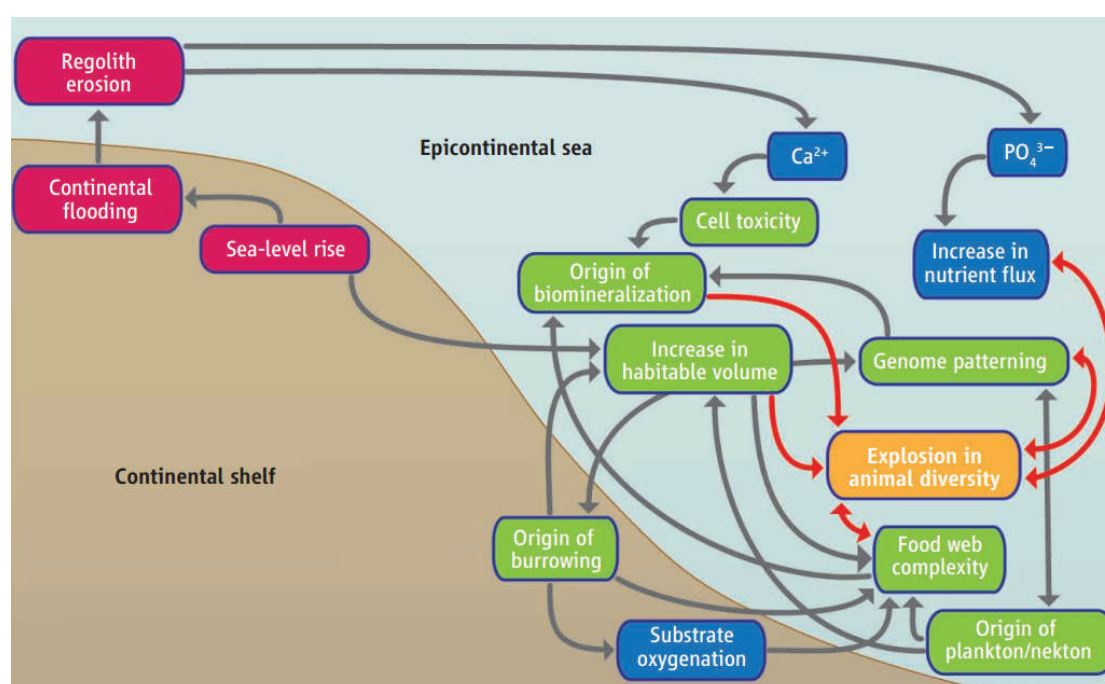 Regolith
erosion
Epicontinental sea
Ca²⁺
PO₄³⁻
Continental
flooding
Cell toxicity
Sea-level rise
Origin of
biomineralization
Increase in
nutrient flux
Increase in
habitable volume
Genome patterning
Explosion in
animal diversity
Continental shelf
Origin of
burrowing
Food web
complexity
Substrate
oxygenation
Origin of
plankton/nekton